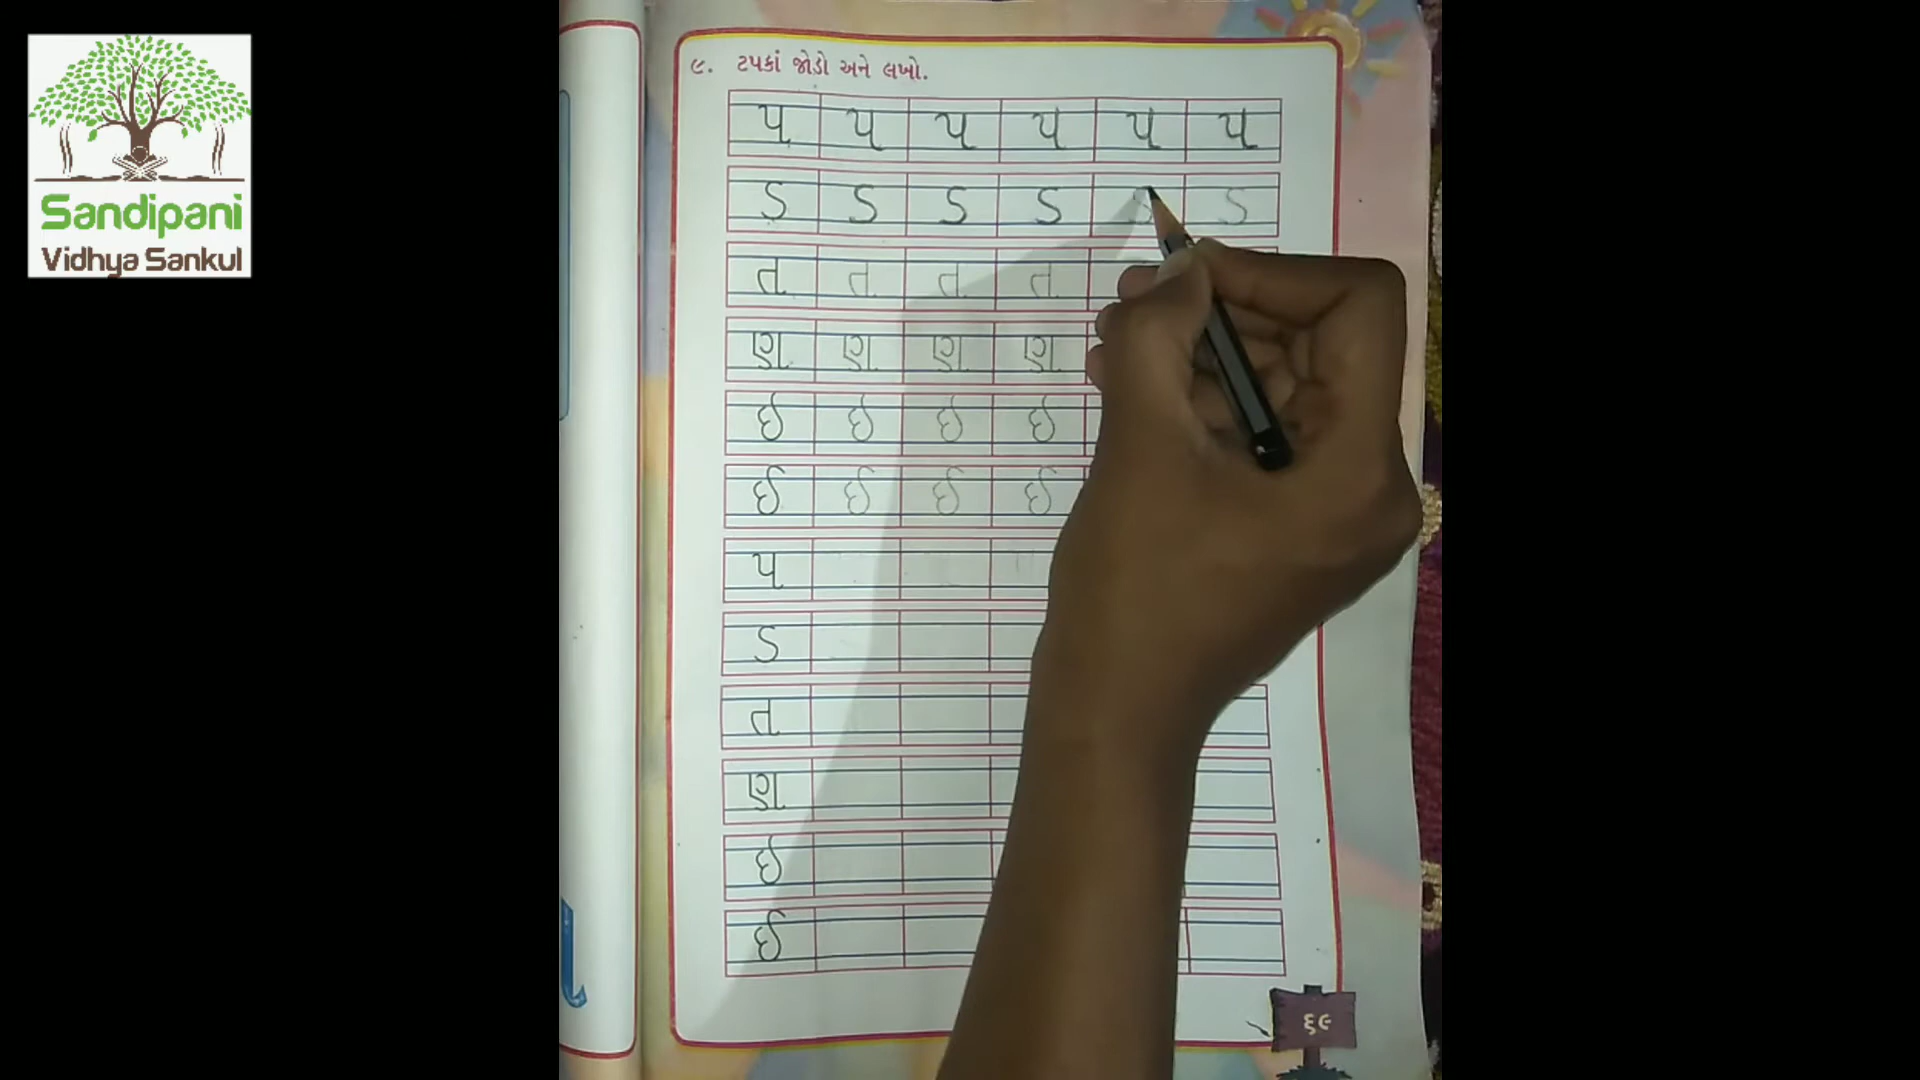 Sandipani
Vidhya Sankul
૯. ટપકાં જોડો અને લખો.
પ પ પ પ પ પ
ડ ડ ડ ડ ડ ડ
ત ત ત ત
ણ ણ ણ ણ
ઇ ઇ ઇ ઇ
ઈ ઈ ઈ ઈ
પ
ડ
ત
ણ
ઇ
ઈ
૬૯